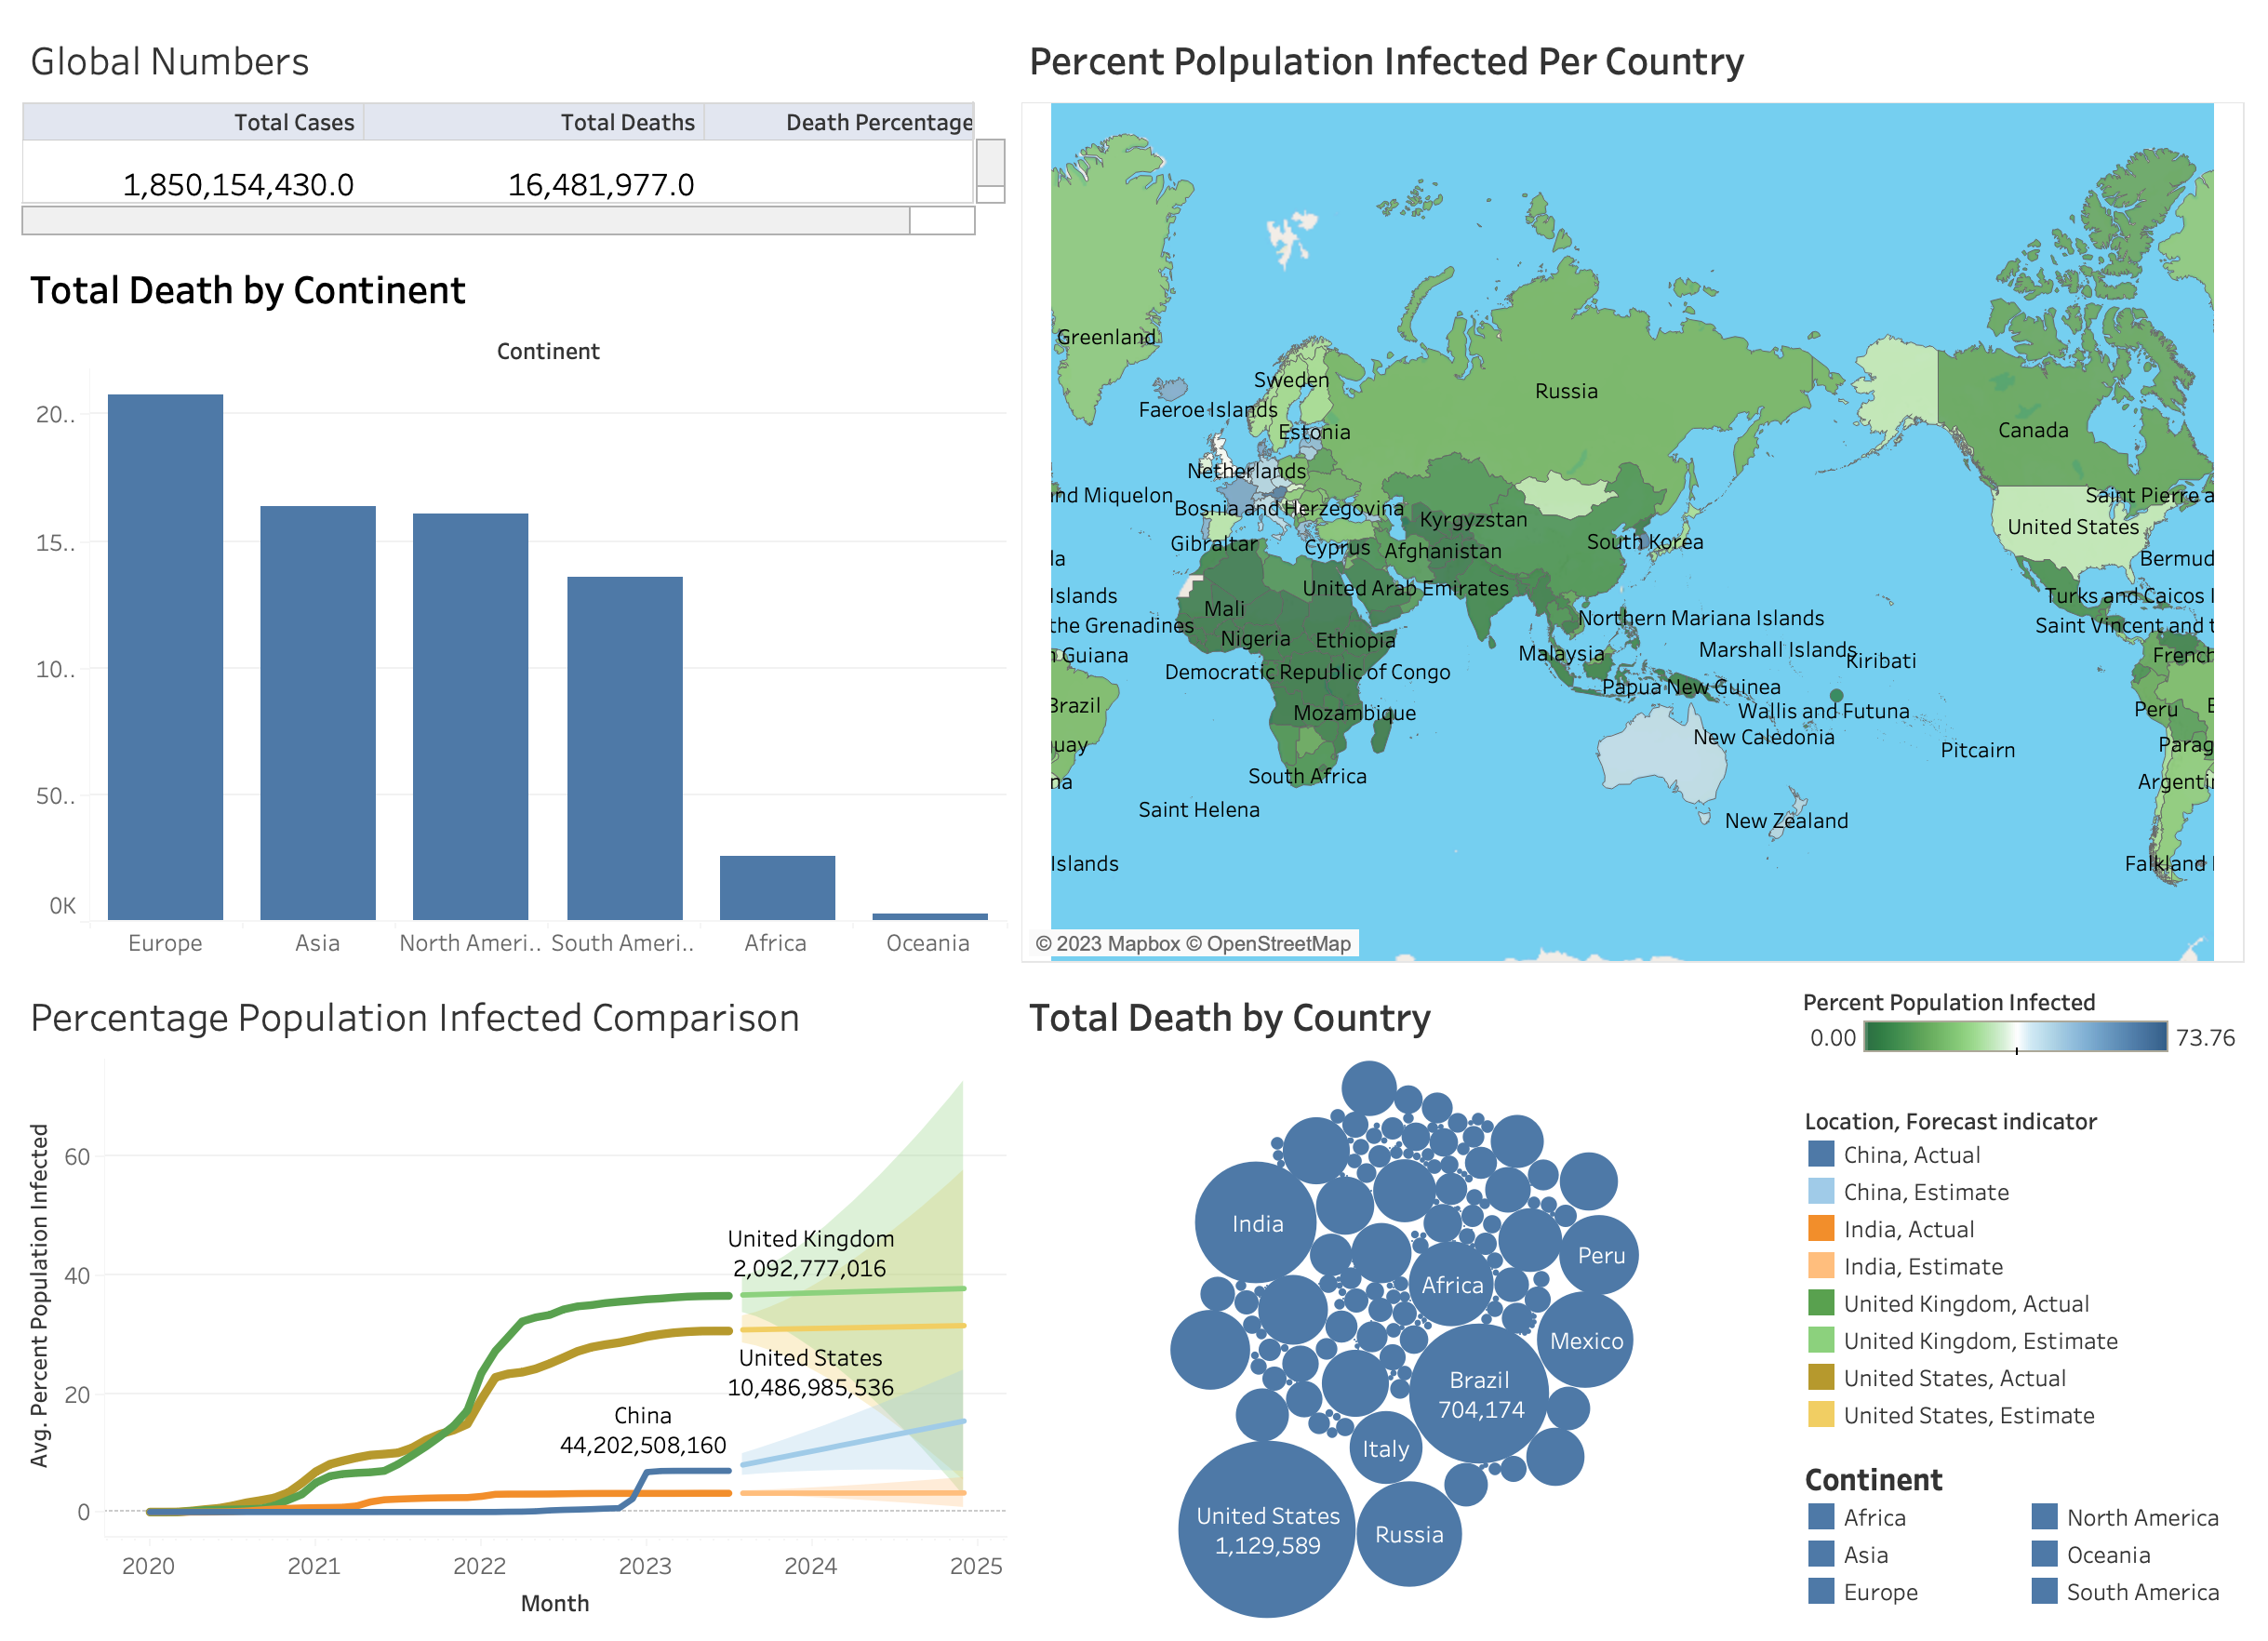 Global Numbers
Total Cases Total Deaths Death Percentage
1,850,154,430.0 16,481,977.0
Total Death by Continent
Continent
20..
15..
10..
50..
0K
Europe Asia North Ameri.. South Ameri.. Africa Oceania
Percent Polpulation Infected Per Country
Greenland
Sweden
Russia
Faeroe Islands
Estonia
Canada
Netherlands
nd Miquelon
Saint Pierre a
Bosnia and Herzegovina
Kyrgyzstan
United States
Gibraltar
Cyprus
Afghanistan
South Korea
la
Bermud
United Arab Emirates
Islands
Turks and Caicos I
Mali
Northern Mariana Islands
the Grenadines
Saint Vincent and t
Nigeria
Ethiopia
n Guiana
Malaysia
Marshall Islands
Kiribati
French
Democratic Republic of Congo
Papua New Guinea
Brazil
Mozambique
Wallis and Futuna
Peru
New Caledonia
uay
Pitcairn
Parag
South Africa
na
Argentin
Saint Helena
New Zealand
Islands
Falkland I
© 2023 Mapbox © OpenStreetMap
Percentage Population Infected Comparison
Avg. Percent Population Infected
60
40
20
0
United Kingdom
2,092,777,016
United States
10,486,985,536
China
44,202,508,160
2020 2021 2022 2023 2024 2025
Month
Total Death by Country
India
Peru
Africa
Mexico
Brazil
704,174
Italy
United States
1,129,589
Russia
Percent Population Infected
0.00 73.76
Location, Forecast indicator
China, Actual
China, Estimate
India, Actual
India, Estimate
United Kingdom, Actual
United Kingdom, Estimate
United States, Actual
United States, Estimate
Continent
Africa North America
Asia Oceania
Europe South America